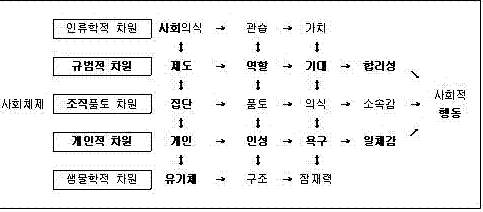 인류학적 차원 사회의식 → 관습 → 가치
↕ ↕ ↕
규범적 차원 제도 → 역할 → 기대 → 합리성
↕ ↕ ↕ ↘ 사회적
사회체제 조직풍토 차원 집단 → 풍토 → 의식 → 소속감 → 행동
↕ ↕ ↕ ↗
개인적 차원 개인 → 인성 → 욕구 → 일체감
↕ ↕ ↕
생물학적 차원 유기체 → 구조 → 잠재력